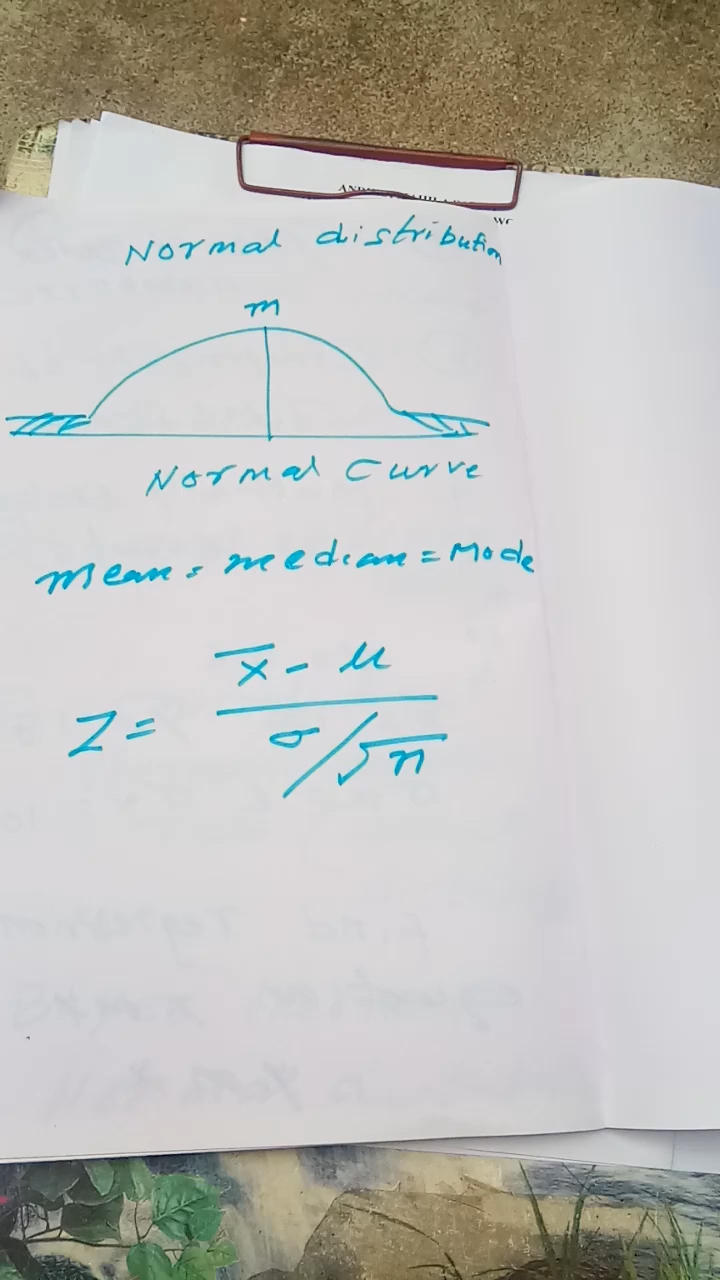 Normal distribution
m
Normal Curve
mean = median = Mode
Z = x̅ - μ / σ/√n